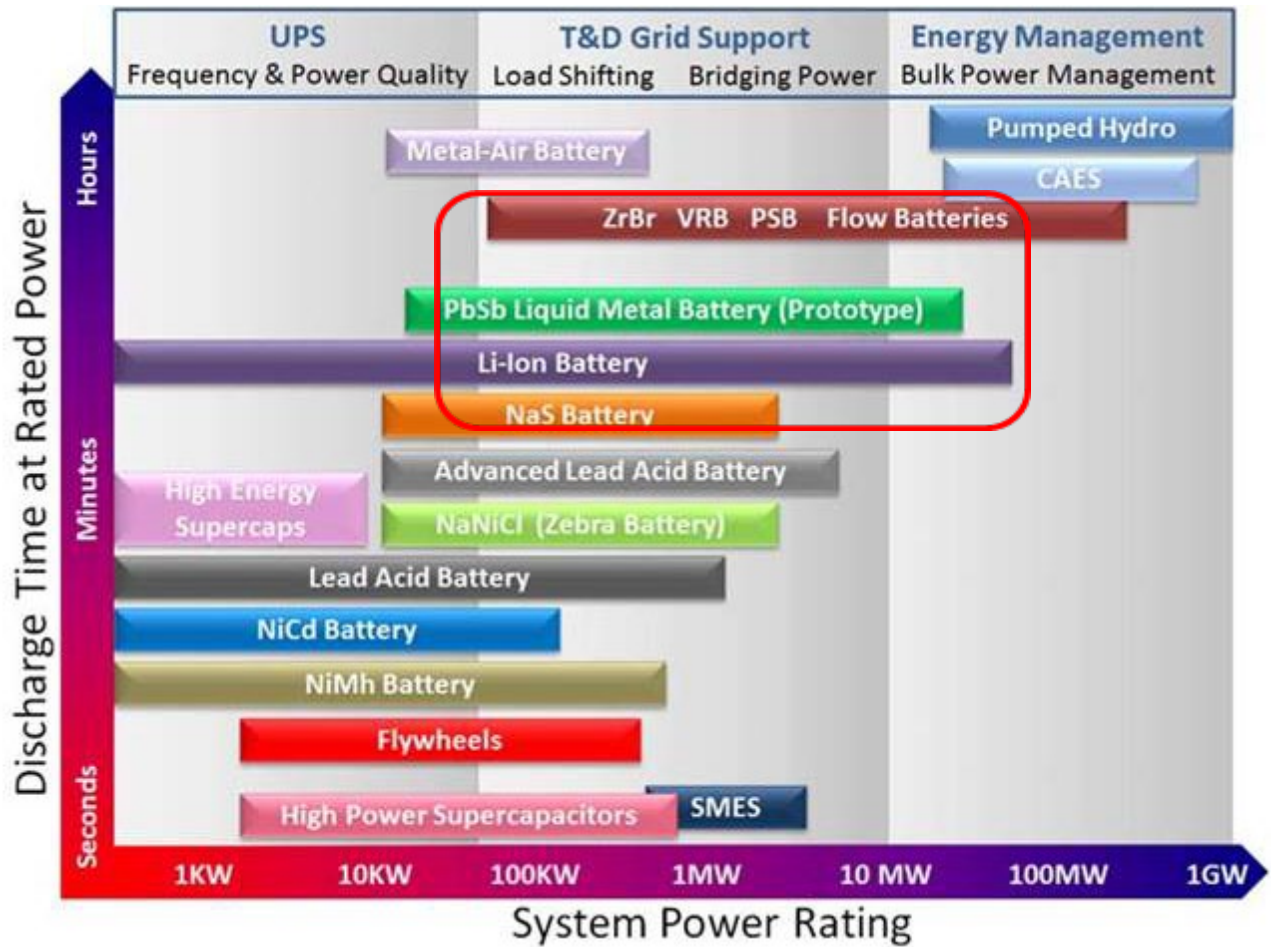 UPS
T&D Grid Support
Energy Management
Frequency & Power Quality
Load Shifting
Bridging Power
Bulk Power Management
Discharge Time at Rated Power
Hours
Minutes
Seconds
Pumped Hydro
Metal-Air Battery
CAES
ZrBr VRB PSB Flow Batteries
PbSb Liquid Metal Battery (Prototype)
Li-Ion Battery
NaS Battery
Advanced Lead Acid Battery
High Energy
Supercaps
NaNiCl (Zebra Battery)
Lead Acid Battery
NiCd Battery
NiMh Battery
Flywheels
High Power Supercapacitors
SMES
1KW 10KW 100KW 1MW 10 MW 100MW 1GW
System Power Rating